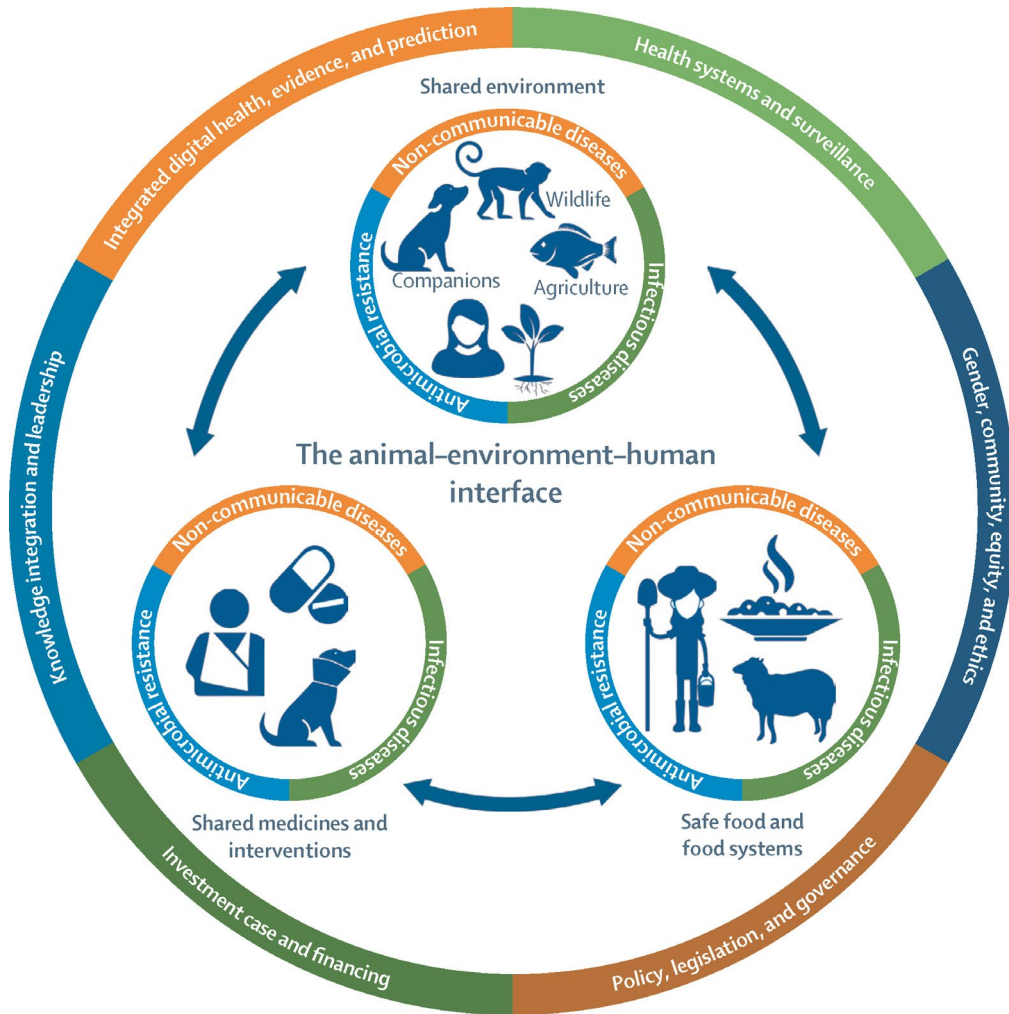 Integrated digital health, evidence, and prediction
Health systems and surveillance
Shared environment
Non-communicable diseases
Wildlife
Companions
Agriculture
Antimicrobial resistance
Infectious diseases
Knowledge integration and leadership
Gender, community, equity, and ethics
The animal–environment–human
interface
Non-communicable diseases
Antimicrobial resistance
Infectious diseases
Shared medicines and
interventions
Non-communicable diseases
Antimicrobial resistance
Infectious diseases
Safe food and
food systems
Investment case and financing
Policy, legislation, and governance